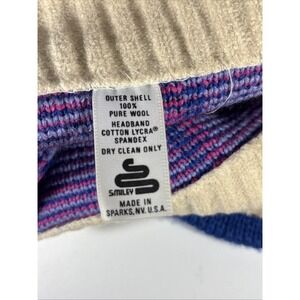 OUTER SHELL
100%
PURE WOOL
HEADBAND
COTTON LYCRA®
SPANDEX
DRY CLEAN ONLY
SMILEY
MADE IN
SPARKS, NV. U.S.A.